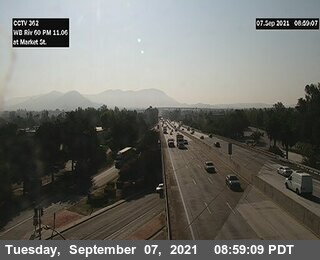 CCTV 362
WB Riv 60 PM 11.06
at Market St.
07.Sep 2021 08:59:07
Tuesday, September 07, 2021 08:59:09 PDT